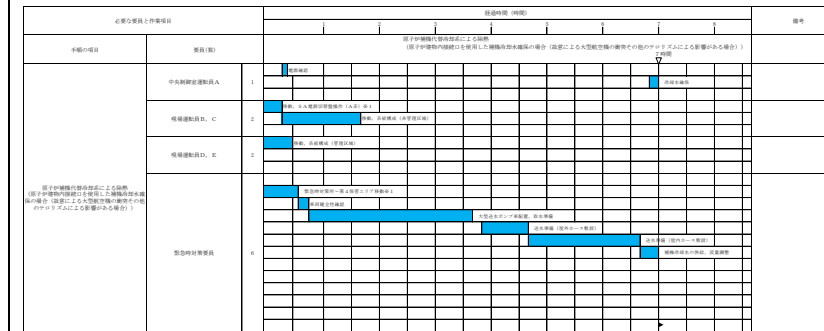 必要な要員と作業項目
経過時間（時間）
備考
1 2 3 4 5 6 7 8
手順の項目
要員(数)
原子炉補機代替冷却系による除熱
（原子炉建物内接続口を使用した補機冷却水確保の場合（故意による大型航空機の衝突その他のテロリズムによる影響がある場合））
7時間
原子炉補機代替冷却系による除熱
（原子炉建物内接続口を使用した補機冷却水確
保の場合（故意による大型航空機の衝突その他
のテロリズムによる影響がある場合））
中央制御室運転員A
1
電源確認
冷却水確保
現場運転員B，C
2
移動，SA電源切替盤操作（A系）※1
移動，系統構成（非管理区域）
現場運転員D，E
2
移動，系統構成（管理区域）
緊急時対策要員
6
緊急時対策所～第4保管エリア移動※1
車両健全性確認
大型送水ポンプ車配置，取水準備
送水準備（屋外ホース敷設）
送水準備（屋内ホース敷設）
補機冷却水の供給，流量調整